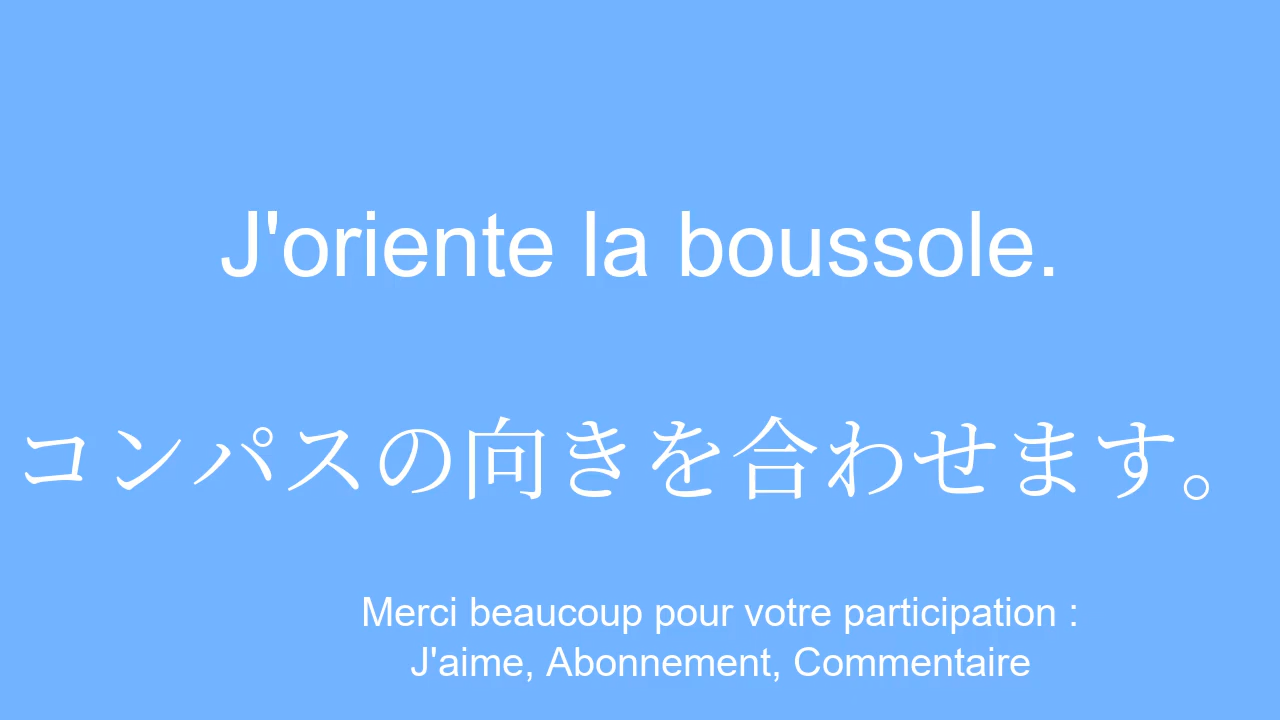 J'oriente la boussole.
コンパスの向きを合わせます。
Merci beaucoup pour votre participation :
J'aime, Abonnement, Commentaire